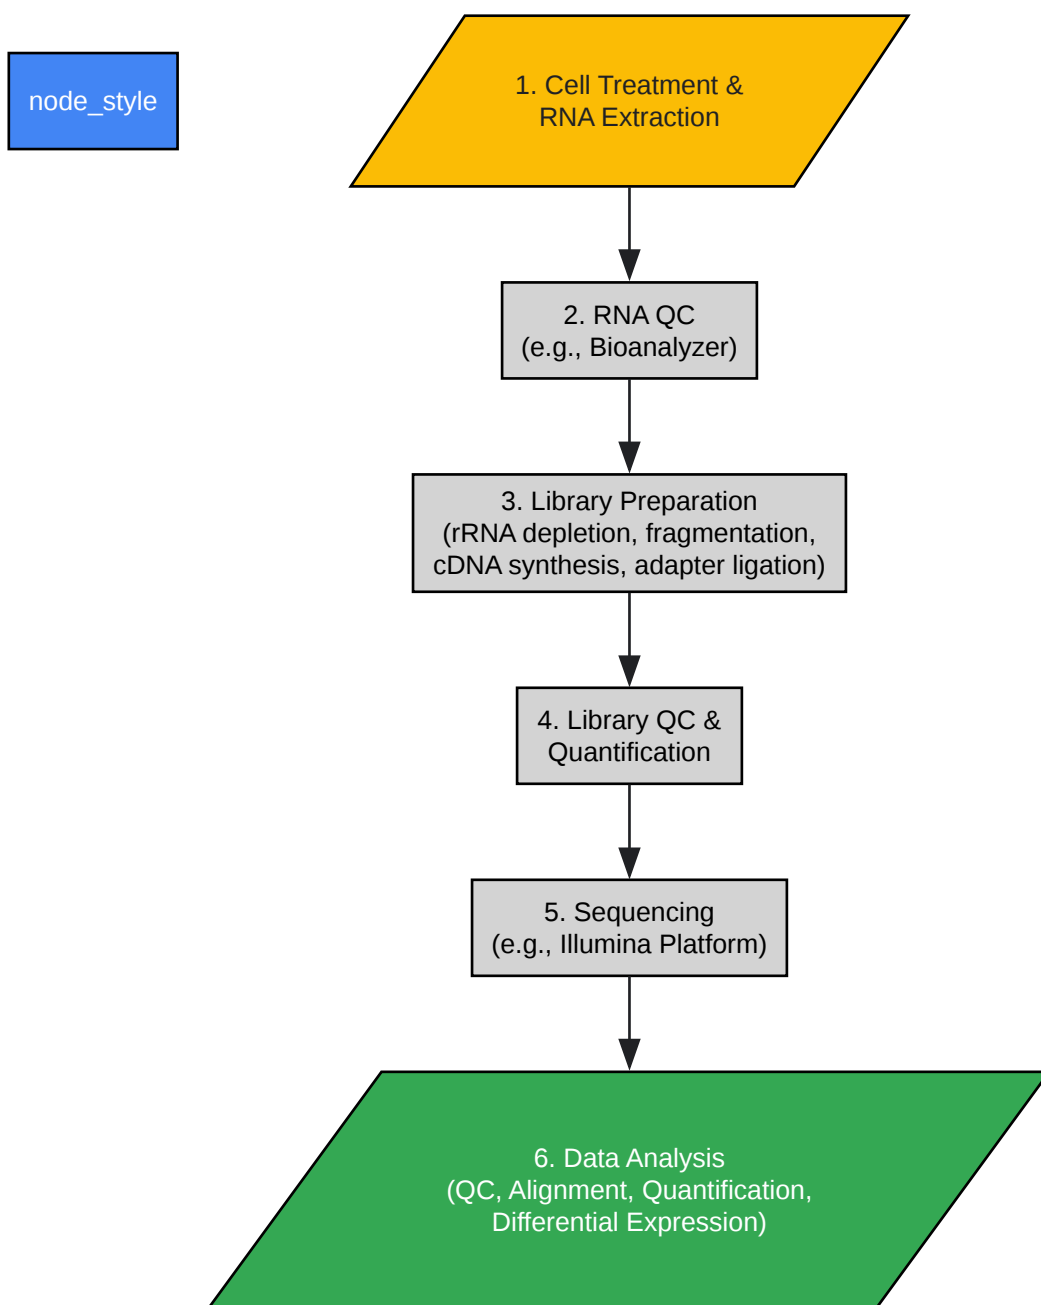 node_style
1. Cell Treatment &
RNA Extraction
2. RNA QC
(e.g., Bioanalyzer)
3. Library Preparation
(rRNA depletion, fragmentation,
cDNA synthesis, adapter ligation)
4. Library QC &
Quantification
5. Sequencing
(e.g., Illumina Platform)
6. Data Analysis
(QC, Alignment, Quantification,
Differential Expression)